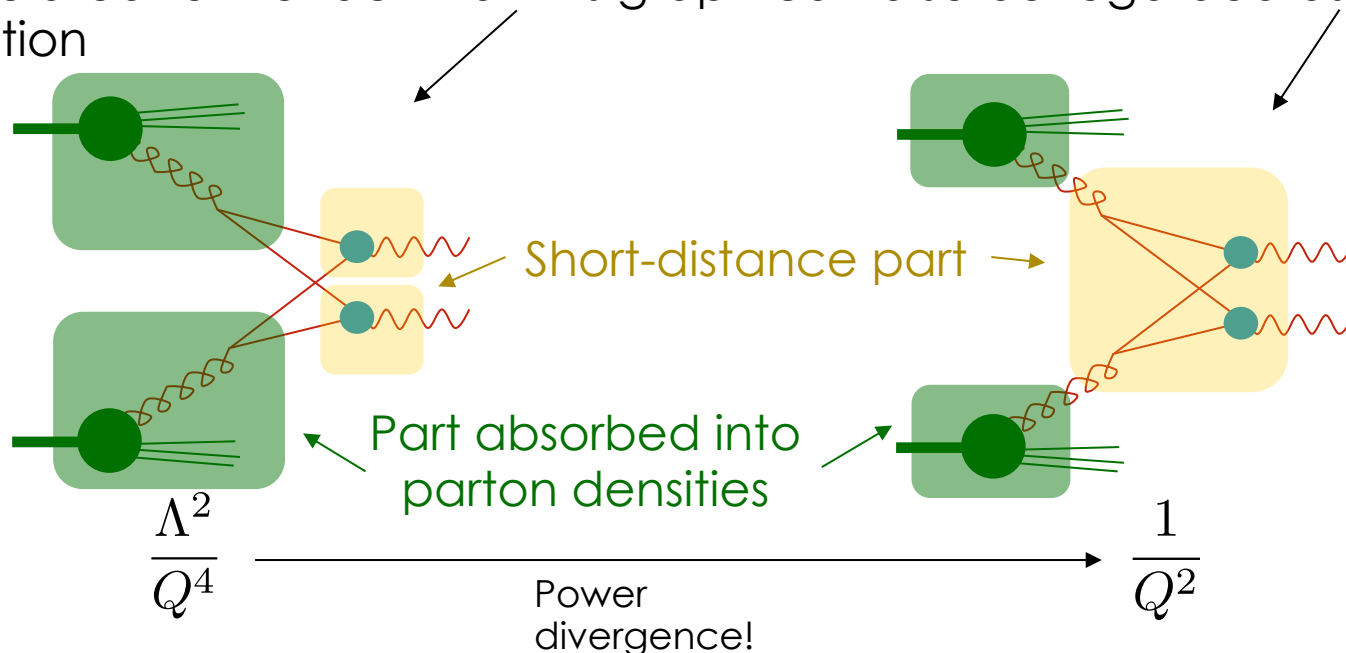 tion
Short-distance part
Part absorbed into
parton densities
Λ²
Q⁴
1
Q²
Power
divergence!